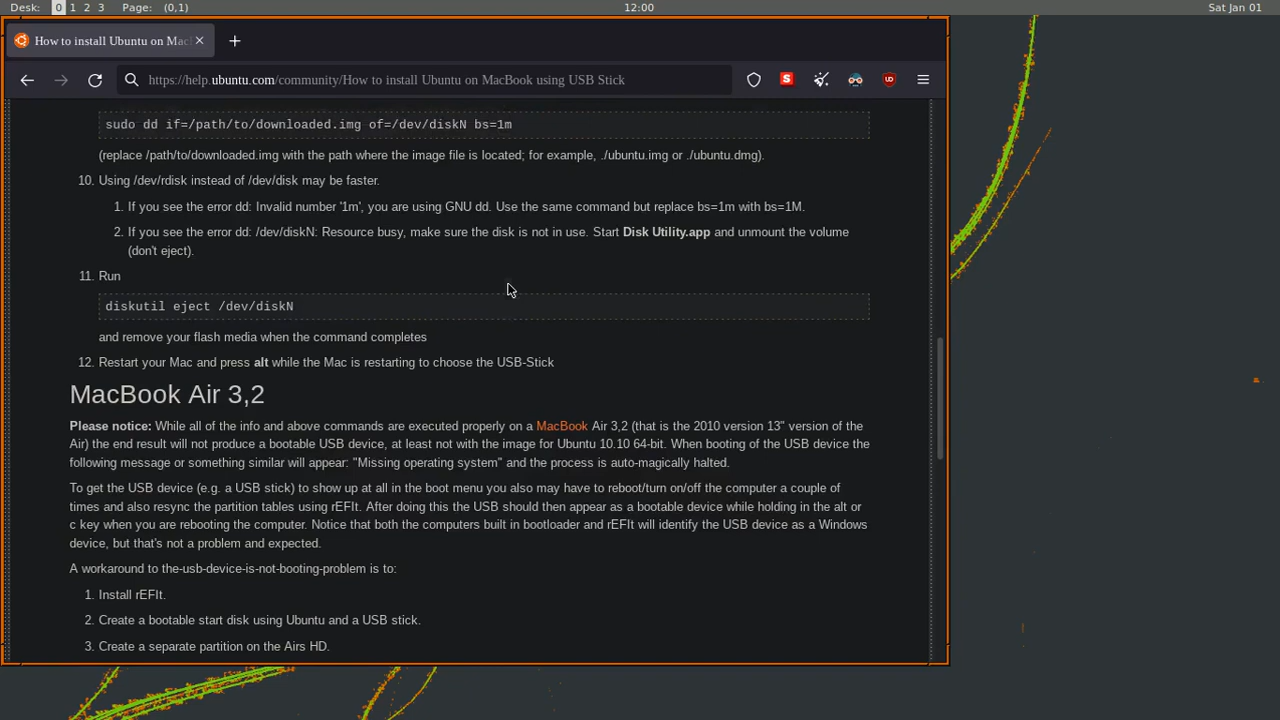 Desk: 0 1 2 3 Page: (0,1) 12:00 Sat Jan 01
How to install Ubuntu on Mac
https://help.ubuntu.com/community/How to install Ubuntu on MacBook using USB Stick
sudo dd if=/path/to/downloaded.img of=/dev/diskN bs=1m
(replace /path/to/downloaded.img with the path where the image file is located; for example, ./ubuntu.img or ./ubuntu.dmg).
10. Using /dev/rdisk instead of /dev/disk may be faster.
1. If you see the error dd: Invalid number '1m', you are using GNU dd. Use the same command but replace bs=1m with bs=1M.
2. If you see the error dd: /dev/diskN: Resource busy, make sure the disk is not in use. Start Disk Utility.app and unmount the volume
(don't eject).
11. Run
diskutil eject /dev/diskN
and remove your flash media when the command completes
12. Restart your Mac and press alt while the Mac is restarting to choose the USB-Stick
MacBook Air 3,2
Please notice: While all of the info and above commands are executed properly on a MacBook Air 3,2 (that is the 2010 version 13" version of the
Air) the end result will not produce a bootable USB device, at least not with the image for Ubuntu 10.10 64-bit. When booting of the USB device the
following message or something similar will appear: "Missing operating system" and the process is auto-magically halted.
To get the USB device (e.g. a USB stick) to show up at all in the boot menu you also may have to reboot/turn on/off the computer a couple of
times and also resync the partition tables using rEFIt. After doing this the USB should then appear as a bootable device while holding in the alt or
c key when you are rebooting the computer. Notice that both the computers built in bootloader and rEFIt will identify the USB device as a Windows
device, but that's not a problem and expected.
A workaround to the-usb-device-is-not-booting-problem is to:
1. Install rEFIt.
2. Create a bootable start disk using Ubuntu and a USB stick.
3. Create a separate partition on the Airs HD.